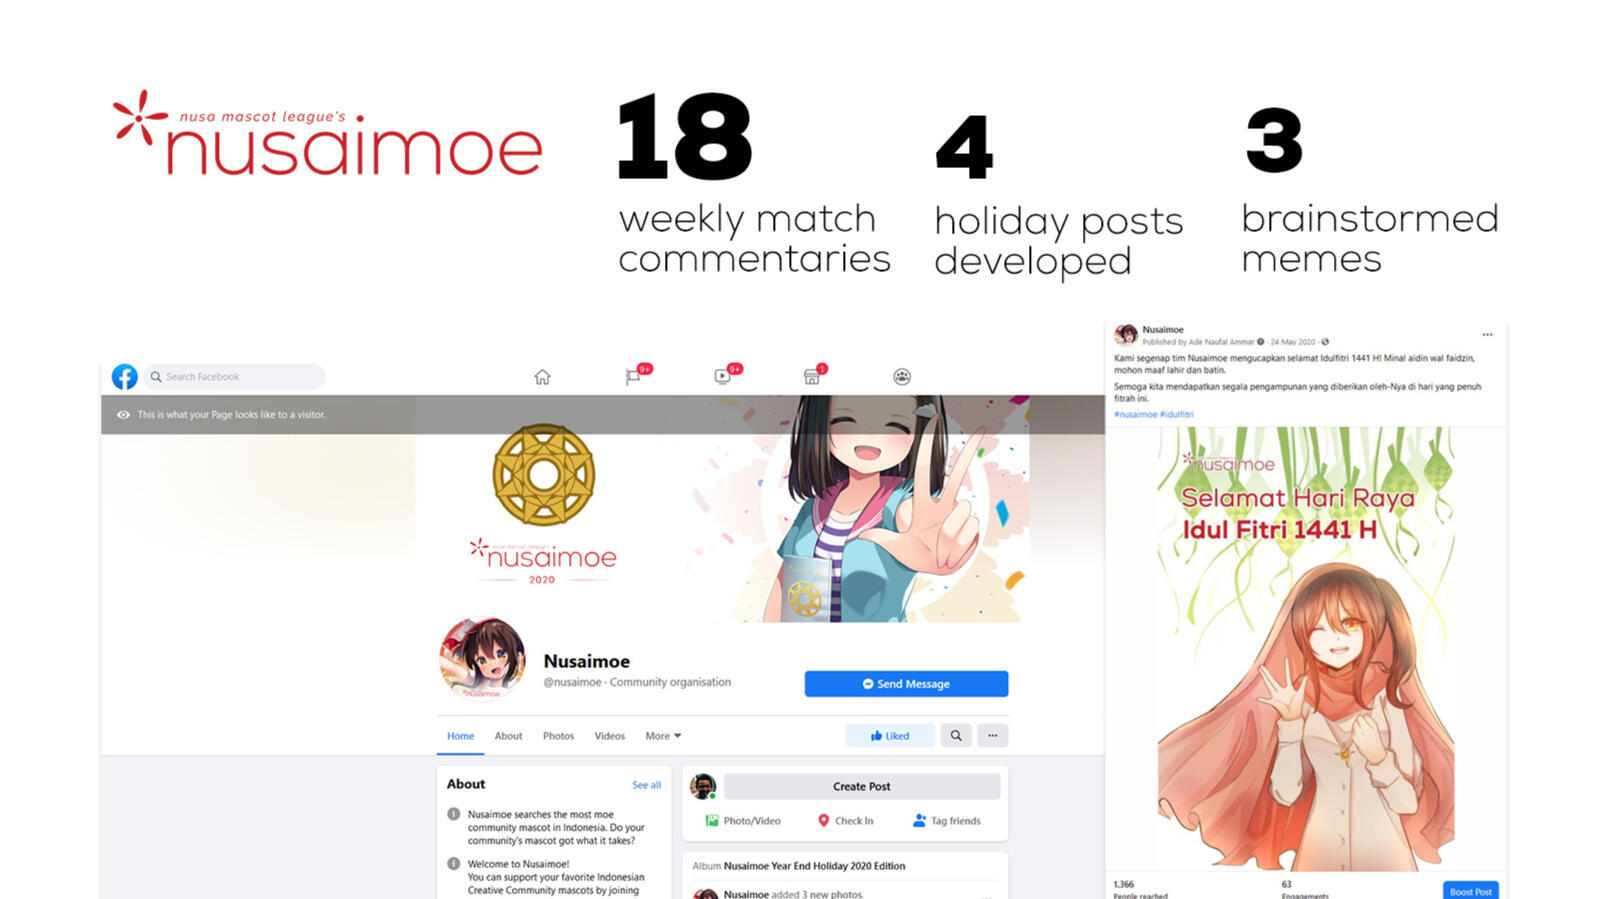 nusa mascot league's
nusaimoe
18
weekly match
commentaries
4
holiday posts
developed
3
brainstormed
memes
Search Facebook
9+
9+
1
This is what your Page looks like to a visitor.
nusaimoe
2020
Nusaimoe
@nusaimoe · Community organisation
Send Message
Home
About
Photos
Videos
More
Liked
About
See all
Nusaimoe searches the most moe
community mascot in Indonesia. Do your
community's mascot got what it takes?
Welcome to Nusaimoe!
You can support your favorite Indonesian
Creative Community mascots by joining
Create Post
Photo/Video
Check In
Tag friends
Album Nusaimoe Year End Holiday 2020 Edition
Nusaimoe added 3 new photos.
Nusaimoe
Published by Ade Naufal Ammar · 24 May 2020 ·
Kami segenap tim Nusaimoe mengucapkan selamat Idulfitri 1441 H! Minal aidin wal faidzin,
mohon maaf lahir dan batin.
Semoga kita mendapatkan segala pengampunan yang diberikan oleh-Nya di hari yang penuh
fitrah ini.
#nusaimoe #idulfitri
nusaimoe
Selamat Hari Raya
Idul Fitri 1441 H
1.366
People reached
63
Engagements
Boost Post